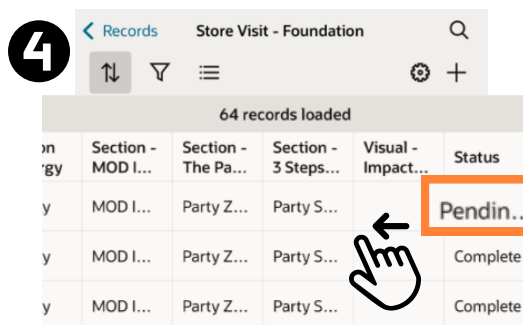 4
Records Store Visit - Foundation
64 records loaded
on Section - Section - Section - Visual - Status
rgy MOD I... The Pa... 3 Steps... Impact...
y MOD I... Party Z... Party S... Pendin...
y MOD I... Party Z... Party S... Complete
y MOD I... Party Z... Party S... Complete